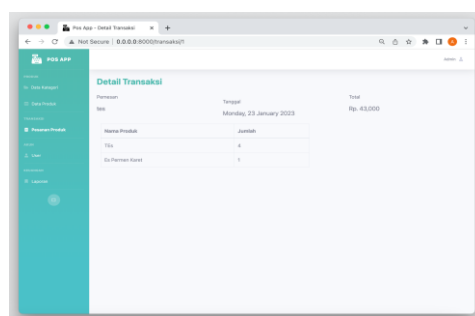 Pos App - Detail Transaksi
Not Secure | 0.0.0.0:8000/transaksi/1
POS APP
Data Kategori
Data Produk
Pesanan Produk
User
Laporan
Admin
Detail Transaksi
Pemesan
Tanggal
Monday, 23 January 2023
Total
Rp. 43,000
Nama Produk Jumlah
4
Es Permen Karet 1